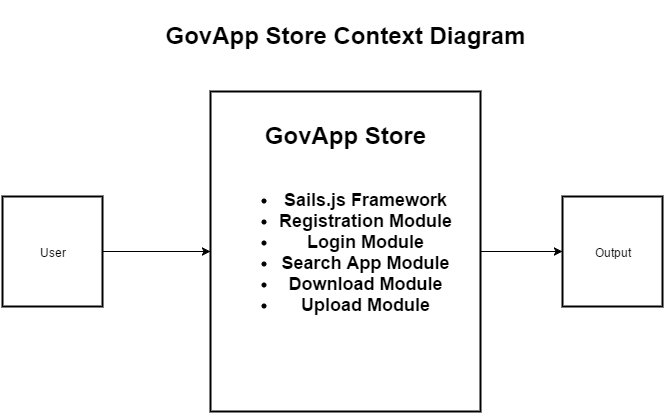 GovApp Store Context Diagram
GovApp Store
• Sails.js Framework
• Registration Module
• Login Module
• Search App Module
• Download Module
• Upload Module
User
Output